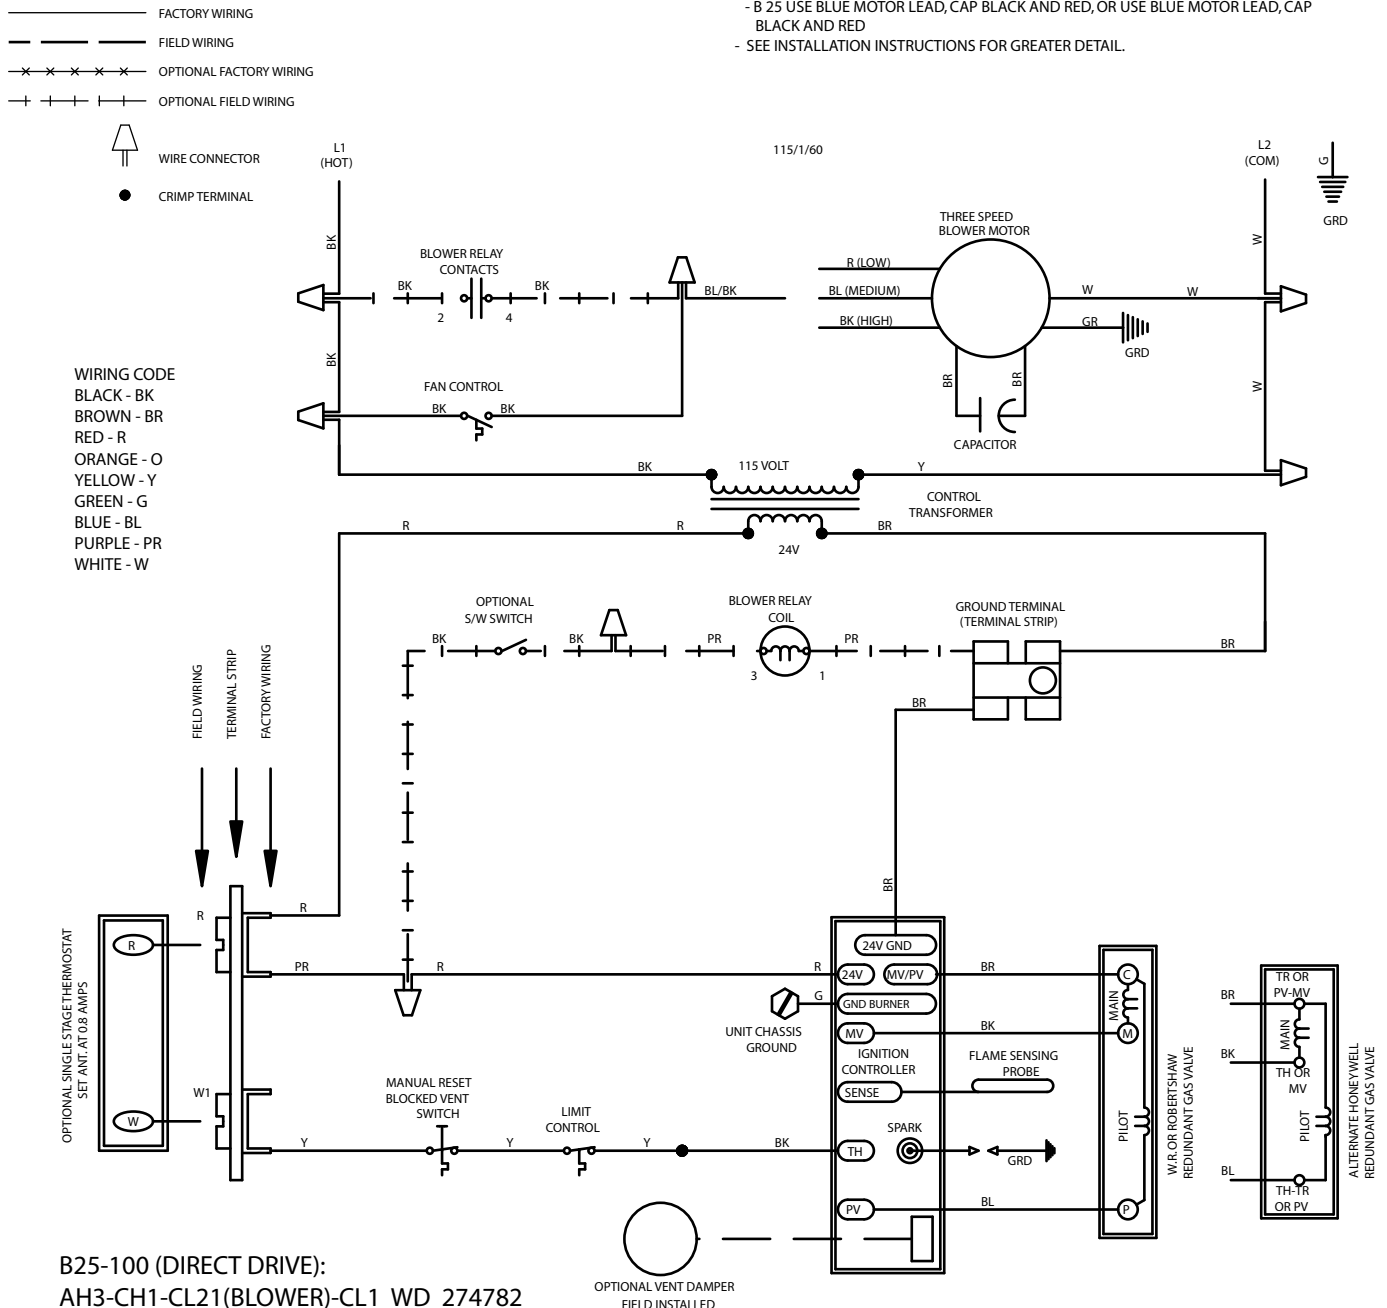 - B 25 USE BLUE MOTOR LEAD, CAP BLACK AND RED, OR USE BLUE MOTOR LEAD, CAP
BLACK AND RED
- SEE INSTALLATION INSTRUCTIONS FOR GREATER DETAIL.
FACTORY WIRING
FIELD WIRING
OPTIONAL FACTORY WIRING
OPTIONAL FIELD WIRING
WIRE CONNECTOR
CRIMP TERMINAL
L1
(HOT)
115/1/60
L2
(COM)
G
GRD
BK
W
THREE SPEED
BLOWER MOTOR
BLOWER RELAY
CONTACTS
R (LOW)
BK
BK
BL/BK
BL (MEDIUM)
W
W
2
4
BK (HIGH)
GR
GRD
BK
W
WIRING CODE
BLACK - BK
BROWN - BR
RED - R
ORANGE - O
YELLOW - Y
GREEN - G
BLUE - BL
PURPLE - PR
WHITE - W
FAN CONTROL
BK
BK
BR
BR
CAPACITOR
BK
115 VOLT
Y
CONTROL
TRANSFORMER
R
R
BR
24V
OPTIONAL
S/W SWITCH
BLOWER RELAY
COIL
GROUND TERMINAL
(TERMINAL STRIP)
BK
BK
PR
PR
BR
3
1
BR
FIELD WIRING
TERMINAL STRIP
FACTORY WIRING
BR
OPTIONAL SINGLE STAGE THERMOSTAT
SET ANT. AT 0.8 AMPS
R
R
R
PR
R
R
24V GND
24V
MV/PV
BR
C
G
GND BURNER
UNIT CHASSIS
GROUND
MV
BK
MAIN
M
IGNITION
CONTROLLER
FLAME SENSING
PROBE
SENSE
W1
W
MANUAL RESET
BLOCKED VENT
SWITCH
LIMIT
CONTROL
Y
Y
Y
BK
TH
SPARK
GRD
PILOT
PV
BL
P
W.R. OR ROBERTSHAW
REDUNDANT GAS VALVE
TR OR
PV-MV
BR
MAIN
BK
TH OR
MV
PILOT
BL
TH-TR
OR PV
ALTERNATE HONEYWELL
REDUNDANT GAS VALVE
B25-100 (DIRECT DRIVE):
AH3-CH1-CL21(BLOWER)-CL1 WD 274782
OPTIONAL VENT DAMPER
FIELD INSTALLED